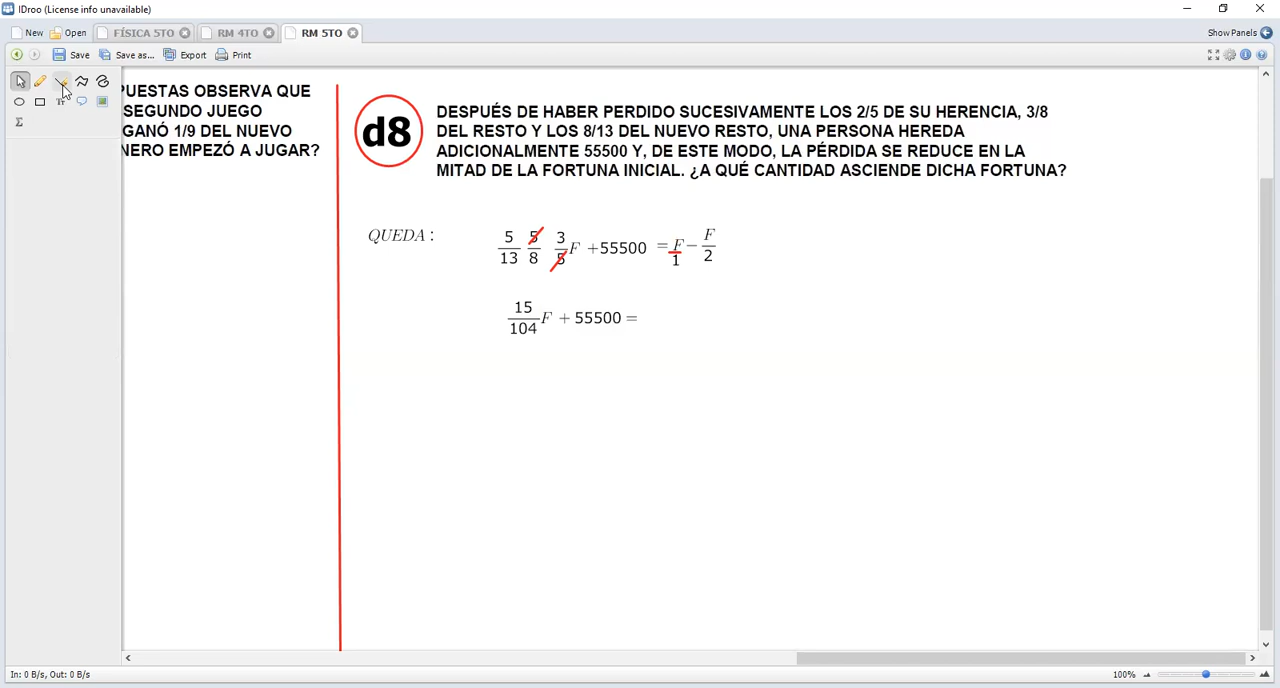 IDroo (License info unavailable)
New Open FÍSICA 5TO RM 4TO RM 5TO Show Panels
Save Save as... Export Print
PUESTAS OBSERVA QUE
SEGUNDO JUEGO
GANÓ 1/9 DEL NUEVO
NERO EMPEZÓ A JUGAR?
d8
DESPUÉS DE HABER PERDIDO SUCESIVAMENTE LOS 2/5 DE SU HERENCIA, 3/8
DEL RESTO Y LOS 8/13 DEL NUEVO RESTO, UNA PERSONA HEREDA
ADICIONALMENTE 55500 Y, DE ESTE MODO, LA PÉRDIDA SE REDUCE EN LA
MITAD DE LA FORTUNA INICIAL. ¿A QUÉ CANTIDAD ASCIENDE DICHA FORTUNA?
QUEDA : 5/13 5/8 3/5 F + 55500 = F/1 − F/2
15/104 F + 55500 =
In: 0 B/s, Out: 0 B/s 100%